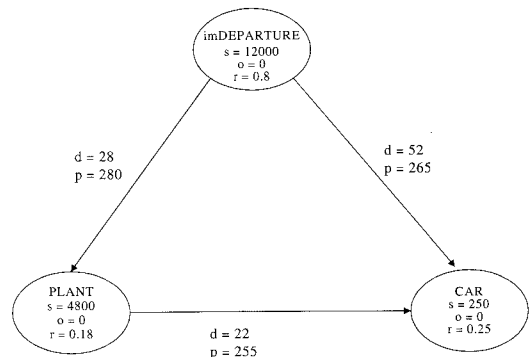 imDEPARTURE
s = 12000
o = 0
r = 0.8
d = 28
p = 280
d = 52
p = 265
PLANT
s = 4800
o = 0
r = 0.18
CAR
s = 250
o = 0
r = 0.25
d = 22
p = 255